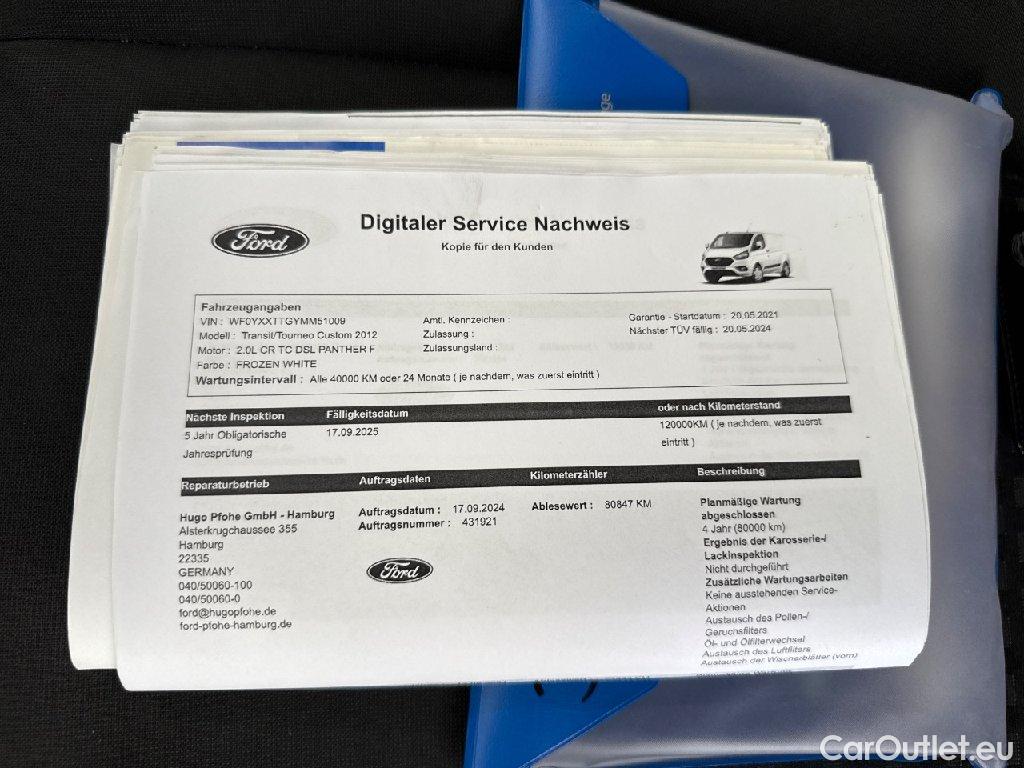 ge
Digitaler Service Nachweis
Kopie für den Kunden
Ford
Fahrzeugangaben
VIN : WF0YXXTTGYMM51009
Modell : Transit/Tourneo Custom 2012
Motor : 2.0L CR TC DSL PANTHER F
Farbe : FROZEN WHITE
Wartungsintervall : Alle 40000 KM oder 24 Monate ( je nachdem, was zuerst eintritt )
Amtl. Kennzeichen :
Zulassung :
Zulassungsland :
Garantie - Startdatum : 20.05.2021
Nächster TÜV fällig : 20.05.2024
Nächste Inspektion Fälligkeitsdatum oder nach Kilometerstand
5 Jahr Obligatorische
Jahresprüfung
17.09.2025
120000KM ( je nachdem, was zuerst
eintritt )
Reparaturbetrieb Auftragsdaten Kilometerzähler Beschreibung
Hugo Pfohe GmbH - Hamburg
Alsterkrugchaussee 355
Hamburg
22335
GERMANY
040/50060-100
040/50060-0
ford@hugopfohe.de
ford-pfohe-hamburg.de
Auftragsdatum : 17.09.2024
Auftragsnummer : 431921
Ford
Ablesewert : 80847 KM
Planmäßige Wartung
abgeschlossen
4 Jahr (80000 km)
Ergebnis der Karosserie-/
Lackinspektion
Nicht durchgeführt
Zusätzliche Wartungsarbeiten
Keine ausstehenden Service-
Aktionen
Austausch des Pollen-/
Geruchsfilters
Öl- und Ölfilterwechsel
Austausch des Luftfilters
Austausch der Wischerblätter (vorn)
CarOutlet.eu